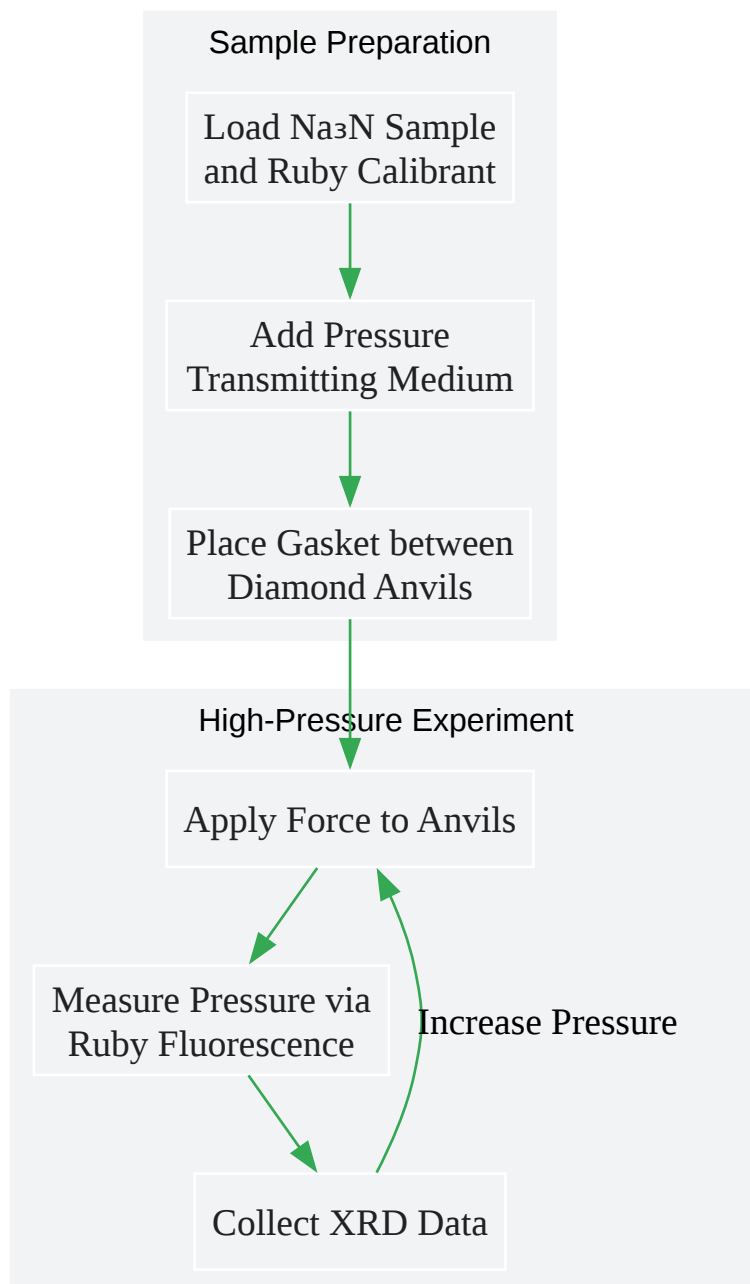 Sample Preparation
Load Na₃N Sample
and Ruby Calibrant
Add Pressure
Transmitting Medium
Place Gasket between
Diamond Anvils
High-Pressure Experiment
Apply Force to Anvils
Measure Pressure via
Ruby Fluorescence
Increase Pressure
Collect XRD Data